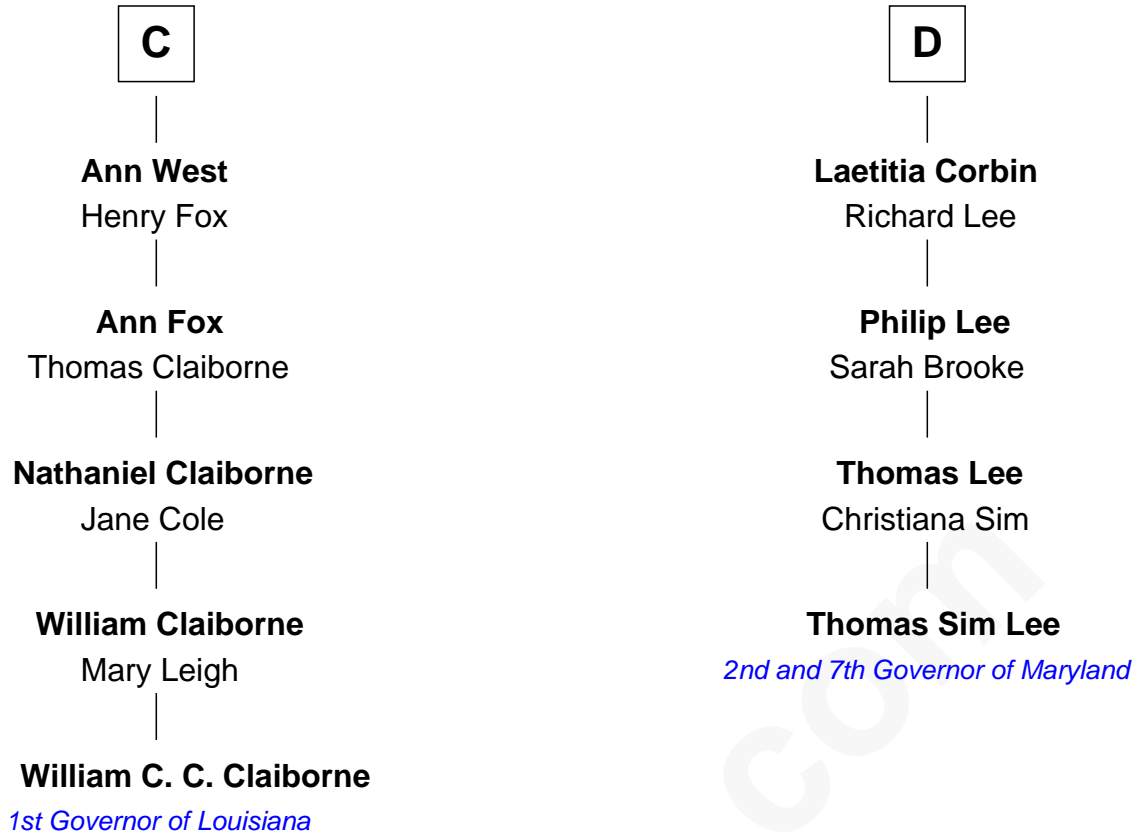 C
Ann West
Henry Fox
Ann Fox
Thomas Claiborne
Nathaniel Claiborne
Jane Cole
William Claiborne
Mary Leigh
William C. C. Claiborne
1st Governor of Louisiana
D
Laetitia Corbin
Richard Lee
Philip Lee
Sarah Brooke
Thomas Lee
Christiana Sim
Thomas Sim Lee
2nd and 7th Governor of Maryland
com